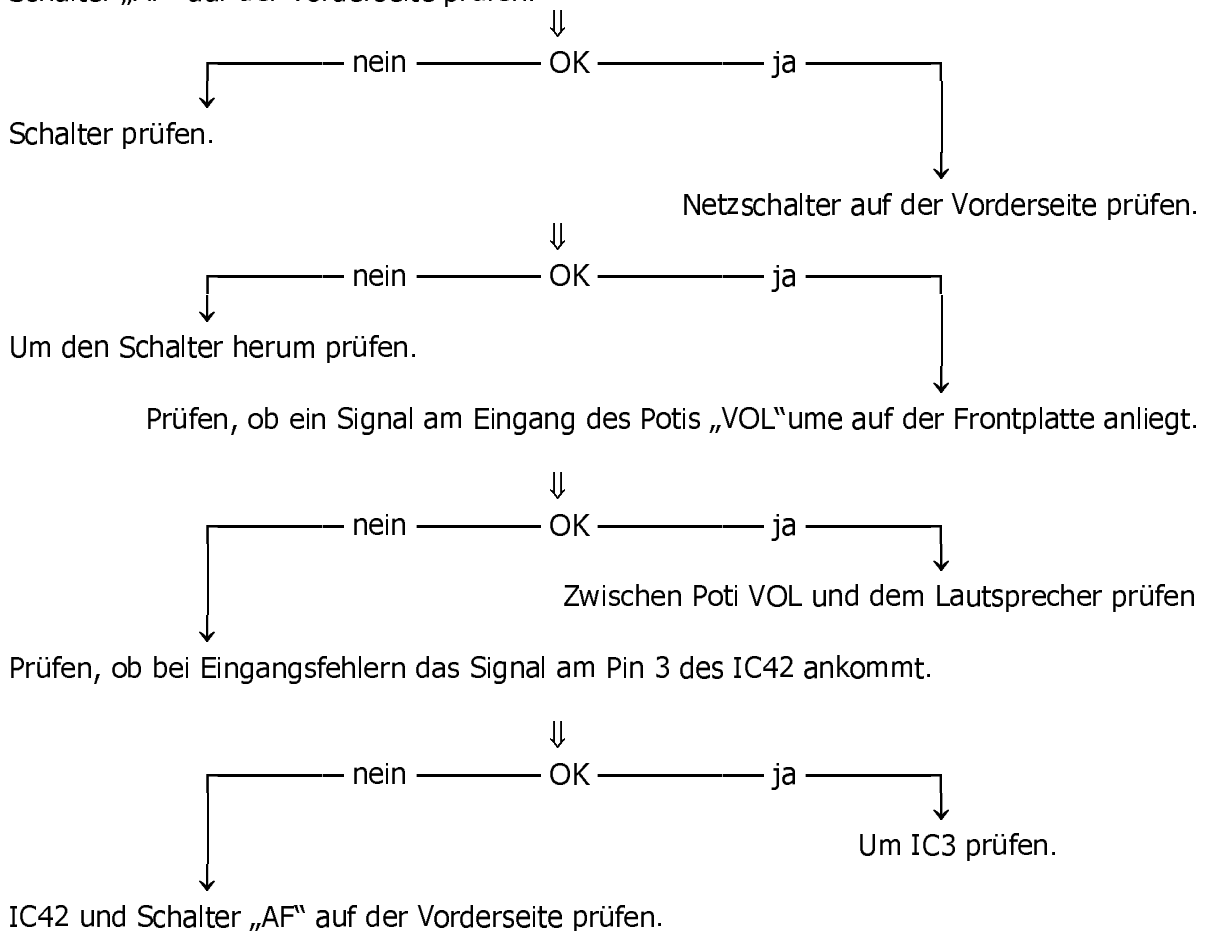 ⇓
nein OK ja
Schalter prüfen.
Netzschalter auf der Vorderseite prüfen.
⇓
nein OK ja
Um den Schalter herum prüfen.
Prüfen, ob ein Signal am Eingang des Potis „VOL“ume auf der Frontplatte anliegt.
⇓
nein OK ja
Zwischen Poti VOL und dem Lautsprecher prüfen
Prüfen, ob bei Eingangsfehlern das Signal am Pin 3 des IC42 ankommt.
⇓
nein OK ja
Um IC3 prüfen.
IC42 und Schalter „AF“ auf der Vorderseite prüfen.